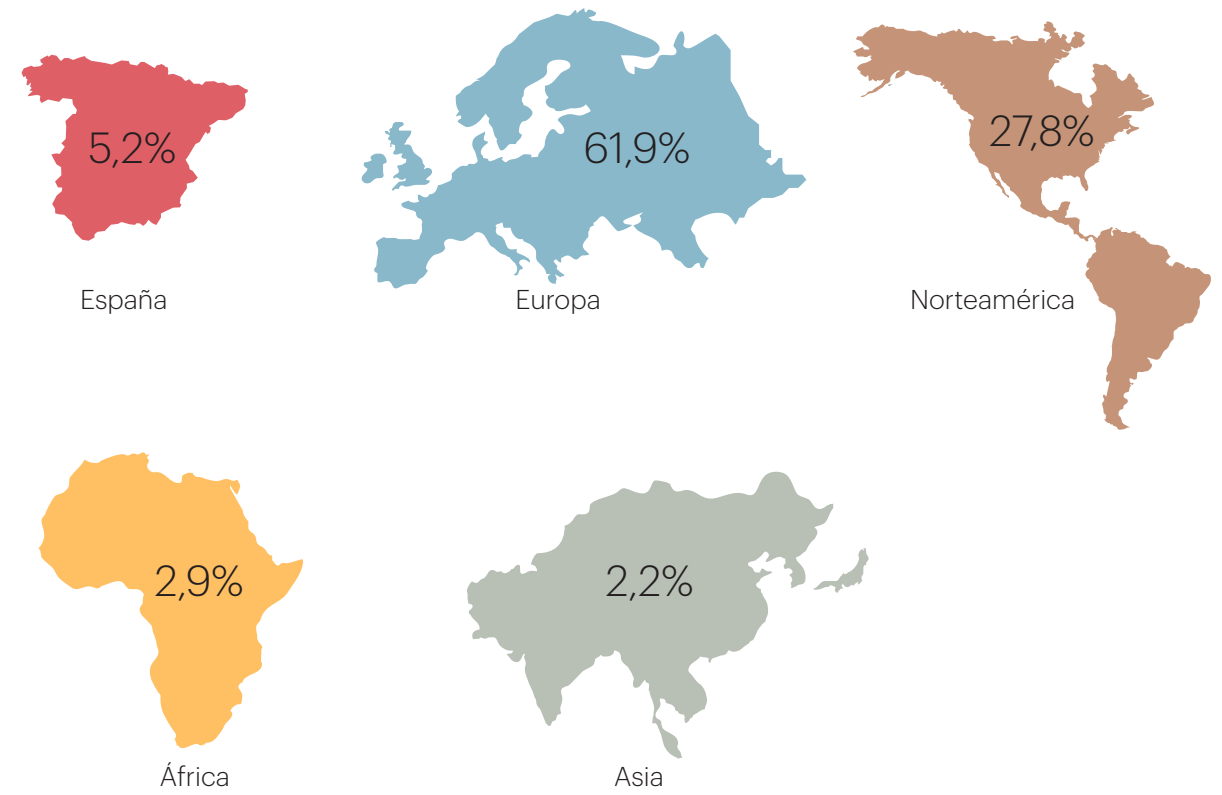 5,2%
España
61,9%
Europa
27,8%
Norteamérica
2,9%
África
2,2%
Asia